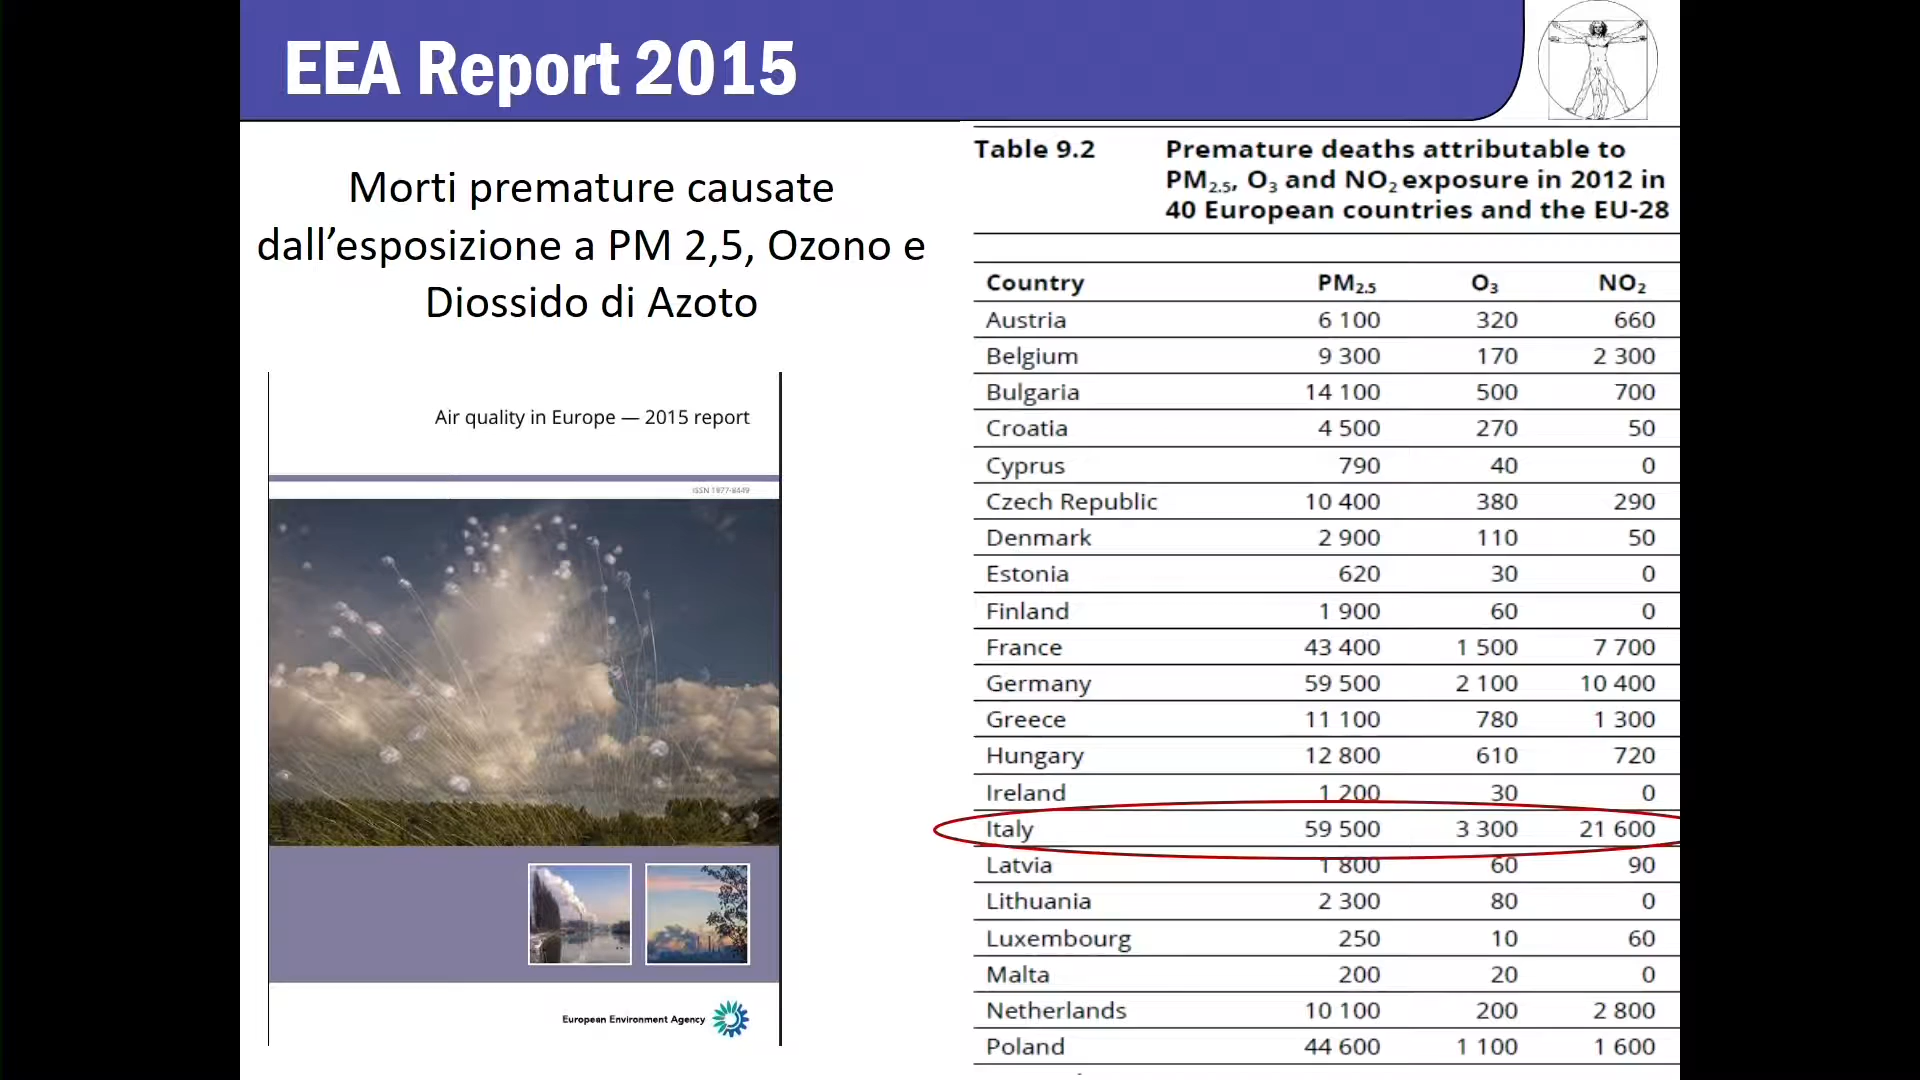 EEA Report 2015
Morti premature causate
dall’esposizione a PM 2,5, Ozono e
Diossido di Azoto
Air quality in Europe — 2015 report
ISSN 1977-8449
European Environment Agency
Table 9.2 Premature deaths attributable to
PM2.5, O3 and NO2 exposure in 2012 in
40 European countries and the EU-28
Country PM2.5 O3 NO2
Austria 6 100 320 660
Belgium 9 300 170 2 300
Bulgaria 14 100 500 700
Croatia 4 500 270 50
Cyprus 790 40 0
Czech Republic 10 400 380 290
Denmark 2 900 110 50
Estonia 620 30 0
Finland 1 900 60 0
France 43 400 1 500 7 700
Germany 59 500 2 100 10 400
Greece 11 100 780 1 300
Hungary 12 800 610 720
Ireland 1 200 30 0
Italy 59 500 3 300 21 600
Latvia 1 800 60 90
Lithuania 2 300 80 0
Luxembourg 250 10 60
Malta 200 20 0
Netherlands 10 100 200 2 800
Poland 44 600 1 100 1 600